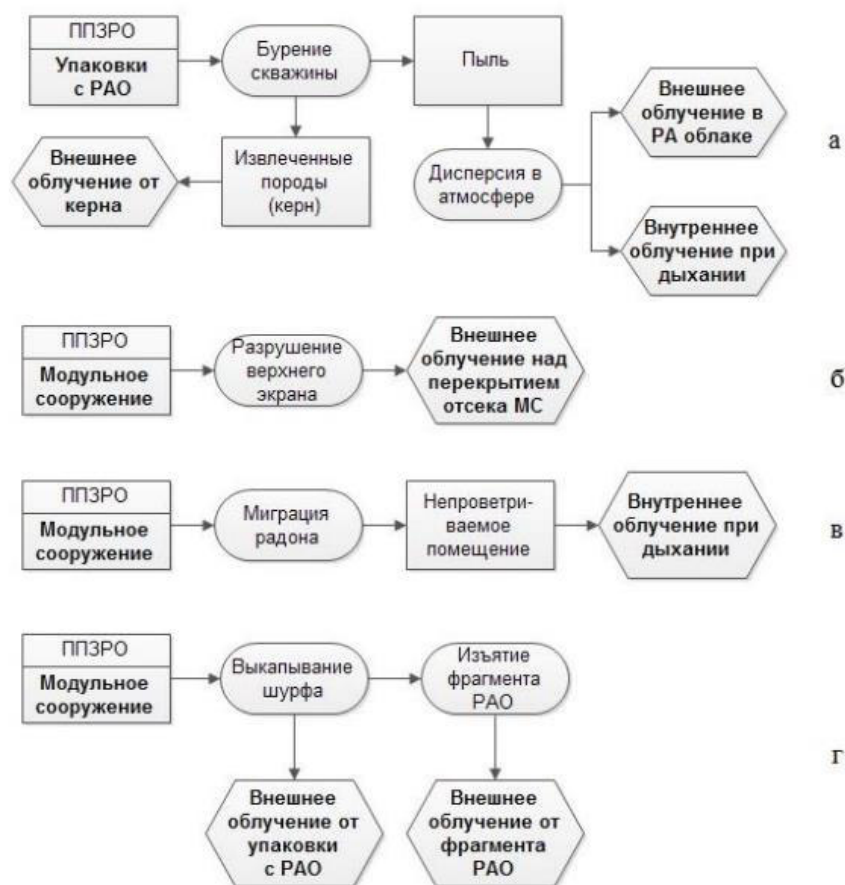 ППЗРО
Упаковки
с РАО
Бурение
скважины
Пыль
Внешнее
облучение в
РА облаке
а
Внешнее
облучение от
керна
Извлеченные
породы
(керн)
Дисперсия в
атмосфере
Внутреннее
облучение при
дыхании
ППЗРО
Модульное
сооружение
Разрушение
верхнего
экрана
Внешнее
облучение над
перекрытием
отсека МС
б
ППЗРО
Модульное
сооружение
Миграция
радона
Непроветри-
ваемое
помещение
Внутреннее
облучение при
дыхании
в
ППЗРО
Модульное
сооружение
Выкапывание
шурфа
Изъятие
фрагмента
РАО
г
Внешнее
облучение от
упаковки
с РАО
Внешнее
облучение от
фрагмента
РАО